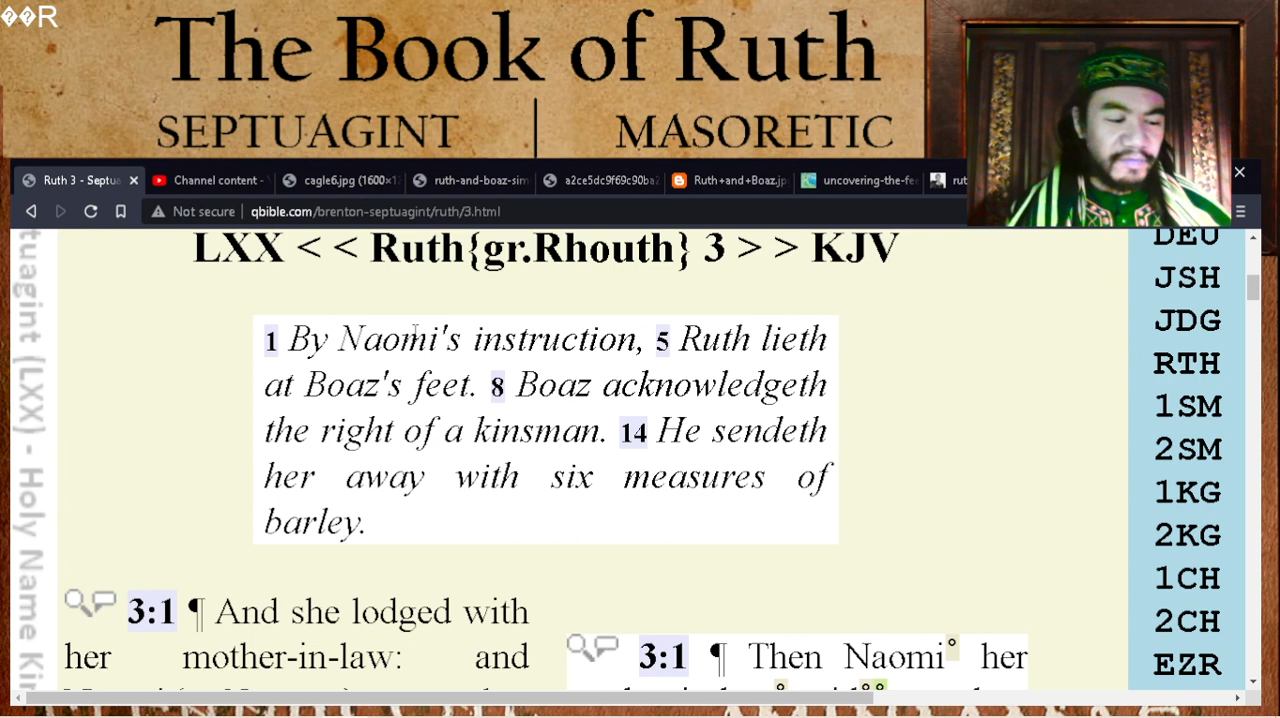 ��R
The Book of Ruth
SEPTUAGINT | MASORETIC
Ruth 3 - Septua
Channel content -
cagle6.jpg (1600×1
ruth-and-boaz-sim
a2ce5dc9f69c90ba2
Ruth+and+Boaz.jp
uncovering-the-fe
rut
Not secure | qbible.com/brenton-septuagint/ruth/3.html
LXX < < Ruth{gr.Rhouth} 3 > > KJV
1 By Naomi's instruction, 5 Ruth lieth
at Boaz's feet. 8 Boaz acknowledgeth
the right of a kinsman. 14 He sendeth
her away with six measures of
barley.
3:1 ¶ And she lodged with
her mother-in-law: and
3:1 ¶ Then Naomi° her
tuagint (LXX) - Holy Name Ki
DEU
JSH
JDG
RTH
1SM
2SM
1KG
2KG
1CH
2CH
EZR